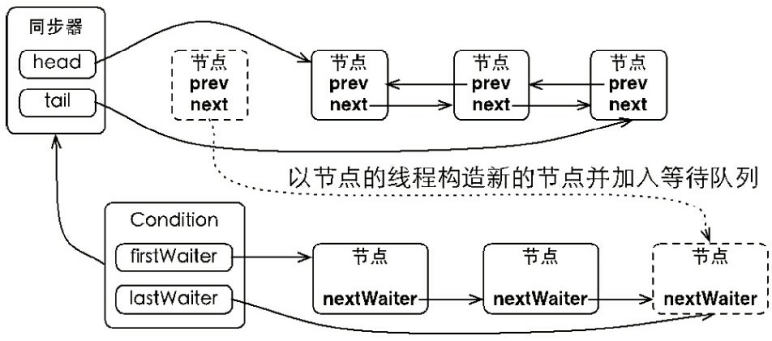 同步器
head
tail
节点
prev
next
节点
prev
next
节点
prev
next
节点
prev
next
以节点的线程构造新的节点并加入等待队列
Condition
firstWaiter
lastWaiter
节点
nextWaiter
节点
nextWaiter
节点
nextWaiter